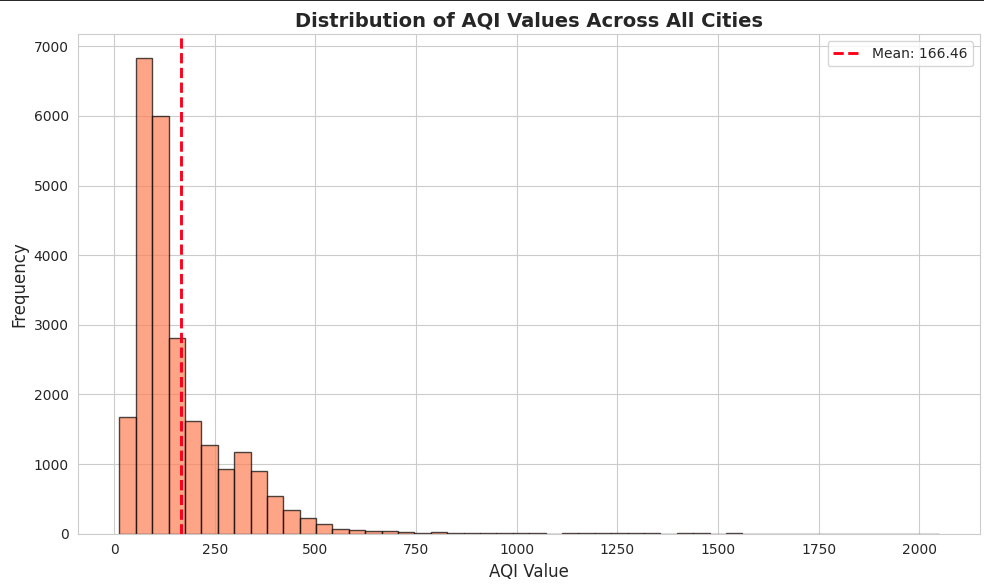 Distribution of AQI Values Across All Cities
Mean: 166.46
7000
6000
5000
4000
3000
2000
1000
0
Frequency
0 250 500 750 1000 1250 1500 1750 2000
AQI Value